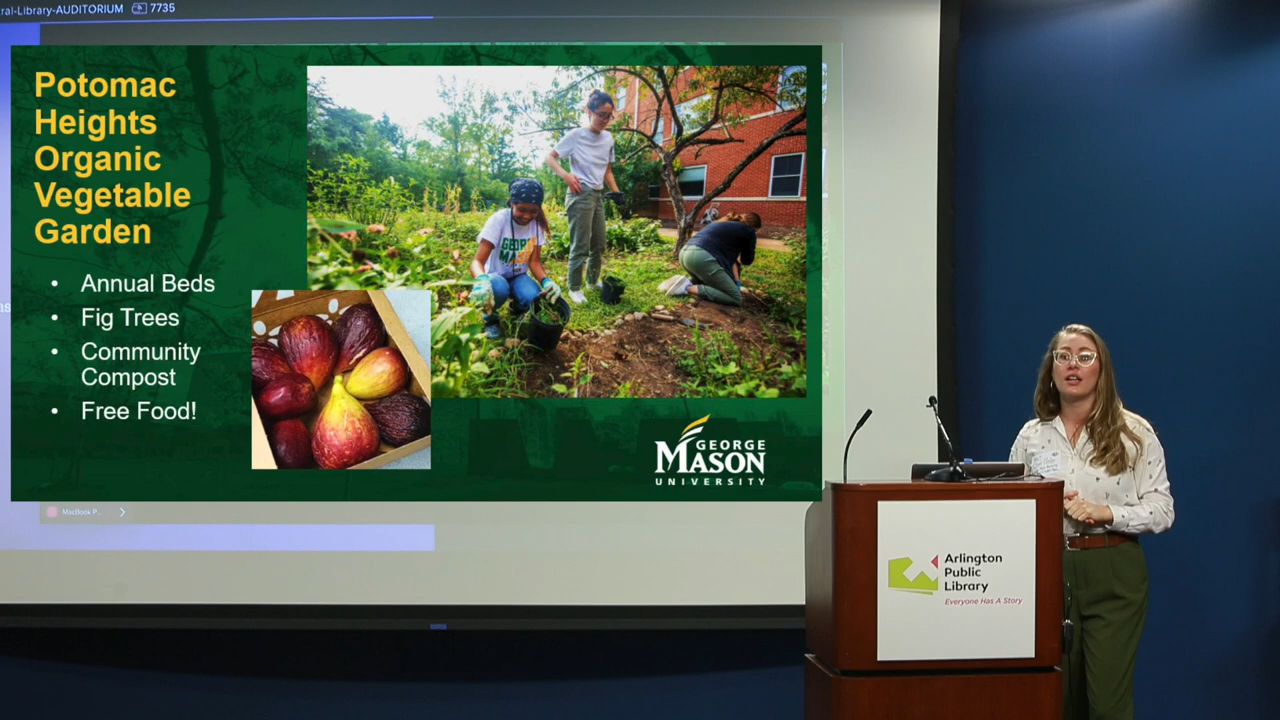 ral-Library-AUDITORIUM 7735
Potomac
Heights
Organic
Vegetable
Garden
• Annual Beds
• Fig Trees
• Community
Compost
• Free Food!
GEORGE
MASON
UNIVERSITY
MacBook P...
Arlington
Public
Library
Everyone Has A Story